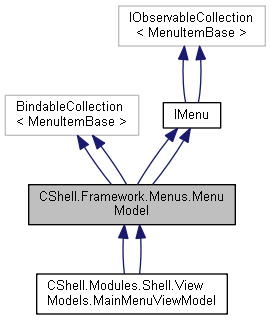 IObservableCollection
< MenuItemBase >
BindableCollection
< MenuItemBase >
IMenu
CShell.Framework.Menus.Menu
Model
CShell.Modules.Shell.View
Models.MainMenuViewModel